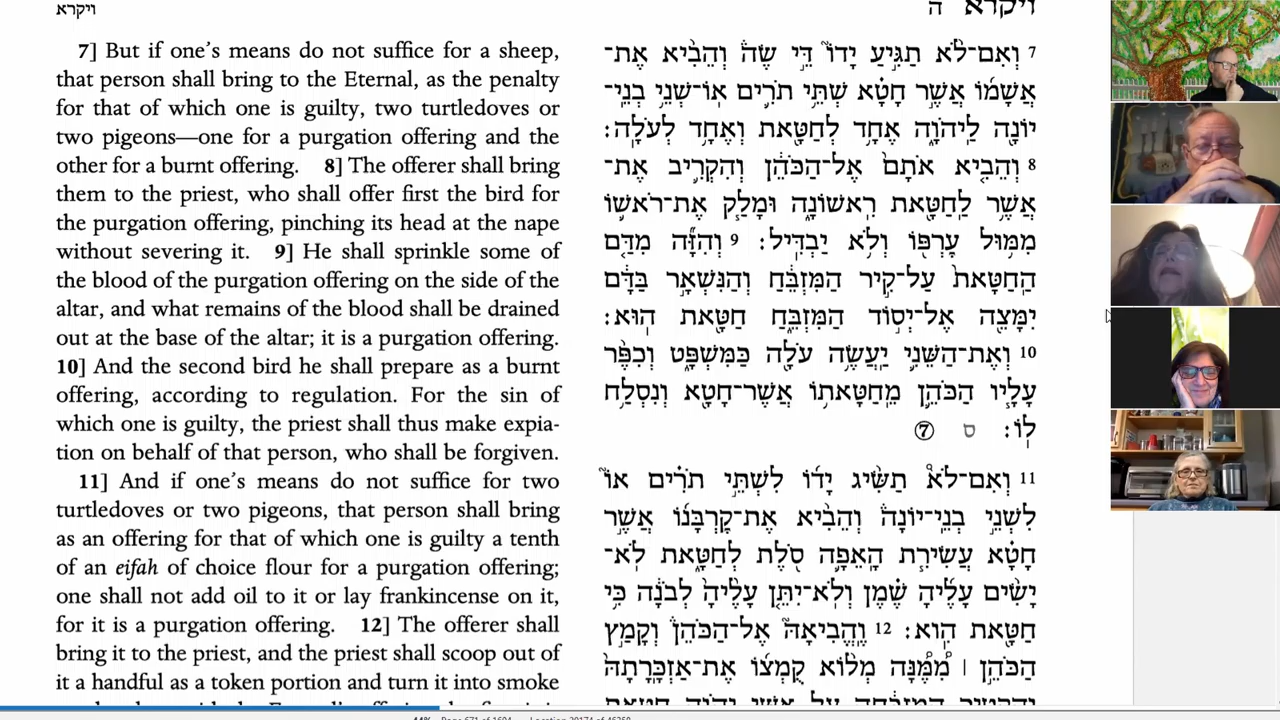 ויקרא
ויקרא ה
7] But if one's means do not suffice for a sheep,
that person shall bring to the Eternal, as the penalty
for that of which one is guilty, two turtledoves or
two pigeons—one for a purgation offering and the
other for a burnt offering. 8] The offerer shall bring
them to the priest, who shall offer first the bird for
the purgation offering, pinching its head at the nape
without severing it. 9] He shall sprinkle some of
the blood of the purgation offering on the side of the
altar, and what remains of the blood shall be drained
out at the base of the altar; it is a purgation offering.
10] And the second bird he shall prepare as a burnt
offering, according to regulation. For the sin of
which one is guilty, the priest shall thus make expia-
tion on behalf of that person, who shall be forgiven.
11] And if one's means do not suffice for two
turtledoves or two pigeons, that person shall bring
as an offering for that of which one is guilty a tenth
of an eifah of choice flour for a purgation offering;
one shall not add oil to it or lay frankincense on it,
for it is a purgation offering. 12] The offerer shall
bring it to the priest, and the priest shall scoop out of
it a handful as a token portion and turn it into smoke
7 וְאִם־לֹ֨א תַגִּ֣יעַ יָדוֹ֮ דֵּ֣י שֶׂה֒ וְהֵבִ֨יא אֶת־
אֲשָׁמ֜וֹ אֲשֶׁ֣ר חָטָ֗א שְׁתֵּ֥י תֹרִ֛ים אֽוֹ־שְׁנֵ֥י בְנֵֽי־
יוֹנָ֖ה לַֽיהֹוָ֑ה אֶחָ֥ד לְחַטָּ֖את וְאֶחָ֥ד לְעֹלָֽה׃
8 וְהֵבִ֤יא אֹתָם֙ אֶל־הַכֹּהֵ֔ן וְהִקְרִ֛יב אֶת־
אֲשֶׁ֥ר לַחַטָּ֖את רִאשׁוֹנָ֑ה וּמָלַ֧ק אֶת־רֹאשׁ֛וֹ
מִמּ֥וּל עׇרְפּ֖וֹ וְלֹ֥א יַבְדִּֽיל׃ 9 וְהִזָּ֞ה מִדַּ֤ם
הַחַטָּאת֙ עַל־קִ֣יר הַמִּזְבֵּ֔חַ וְהַנִּשְׁאָ֣ר בַּדָּ֔ם
יִמָּצֵ֖ה אֶל־יְס֣וֹד הַמִּזְבֵּ֑חַ חַטָּ֖את הֽוּא׃
10 וְאֶת־הַשֵּׁנִ֛י יַעֲשֶׂ֥ה עֹלָ֖ה כַּמִּשְׁפָּ֑ט וְכִפֶּ֨ר
עָלָ֧יו הַכֹּהֵ֛ן מֵחַטָּאת֥וֹ אֲשֶׁר־חָטָ֖א וְנִסְלַ֥ח
לֽוֹ׃ ס ⑦
11 וְאִם־לֹא֩ תַשִּׂ֨יג יָד֜וֹ לִשְׁתֵּ֣י תֹרִ֗ים אוֹ֮
לִשְׁנֵ֣י בְנֵי־יוֹנָה֒ וְהֵבִ֨יא אֶת־קׇרְבָּנ֜וֹ אֲשֶׁ֣ר
חָטָ֗א עֲשִׂירִ֧ת הָאֵפָ֛ה סֹ֖לֶת לְחַטָּ֑את לֹא־
יָשִׂ֨ים עָלֶ֜יהָ שֶׁ֗מֶן וְלֹא־יִתֵּ֤ן עָלֶ֙יהָ֙ לְבֹנָ֔ה כִּ֥י
חַטָּ֖את הִֽוא׃ 12 וֶהֱבִיאָהּ֮ אֶל־הַכֹּהֵן֒ וְקָמַ֣ץ
הַכֹּהֵ֣ן ׀ מִ֠מֶּ֠נָּה מְל֨וֹא קֻמְצ֜וֹ אֶת־אַזְכָּרָתָהּ֙